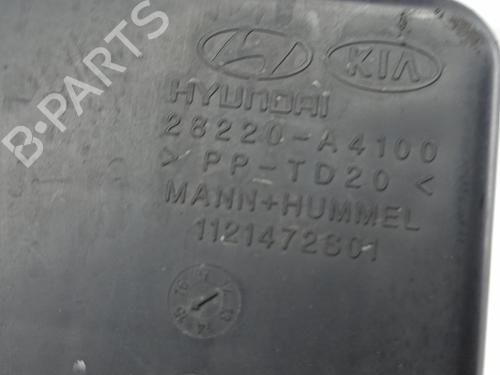 KIA
HYUNDAI
28220-A4100
> PP-TD20 <
MANN+HUMMEL
1121472S01
B-PARTS